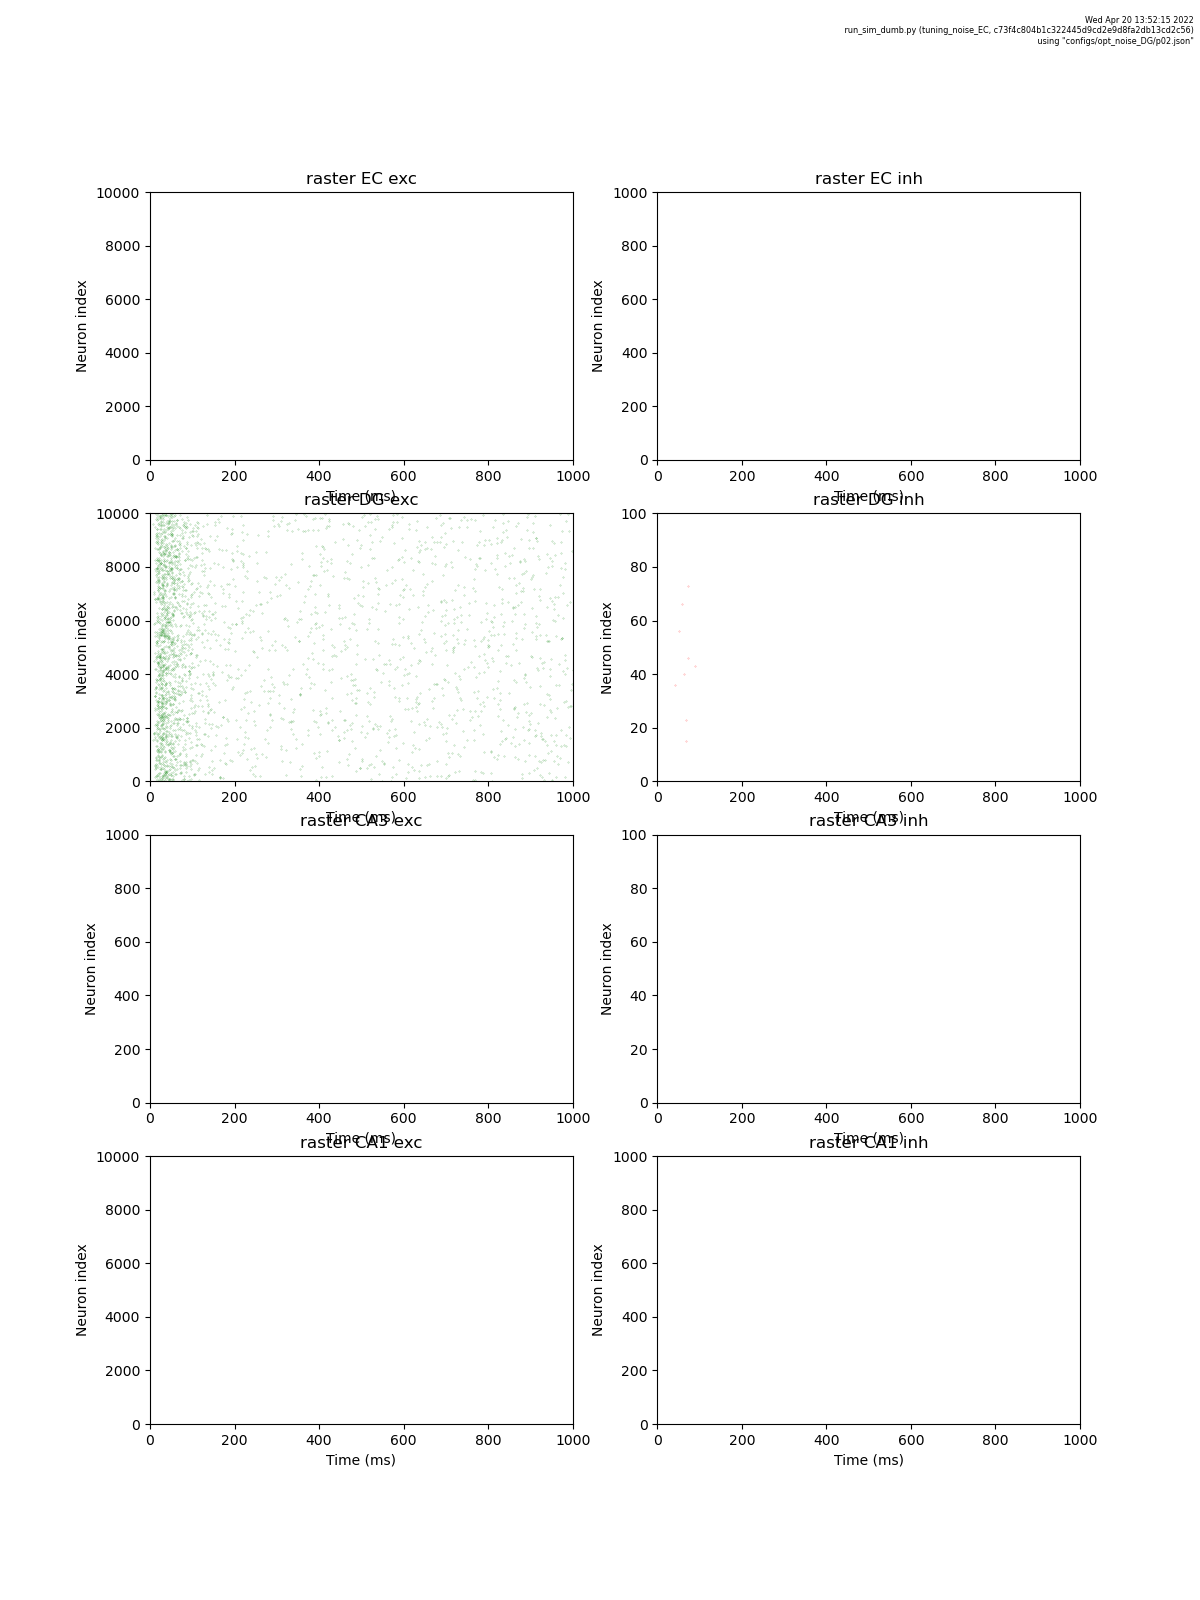 Wed Apr 20 13:52:15 2022
run_sim_dumb.py (tuning_noise_EC, c73f4c804b1c322445d9cd2e9d8fa2db13cd2c56)
using "configs/opt_noise_DG/p02.json"
raster EC exc
10000
8000
6000
4000
2000
0
Neuron index
0 200 400 600 800 1000
Time (ms)
raster EC inh
1000
800
600
400
200
0
Neuron index
0 200 400 600 800 1000
Time (ms)
raster DG exc
10000
8000
6000
4000
2000
0
Neuron index
0 200 400 600 800 1000
Time (ms)
raster DG inh
100
80
60
40
20
0
Neuron index
0 200 400 600 800 1000
Time (ms)
raster CA3 exc
1000
800
600
400
200
0
Neuron index
0 200 400 600 800 1000
Time (ms)
raster CA3 inh
100
80
60
40
20
0
Neuron index
0 200 400 600 800 1000
Time (ms)
raster CA1 exc
10000
8000
6000
4000
2000
0
Neuron index
0 200 400 600 800 1000
Time (ms)
raster CA1 inh
1000
800
600
400
200
0
Neuron index
0 200 400 600 800 1000
Time (ms)